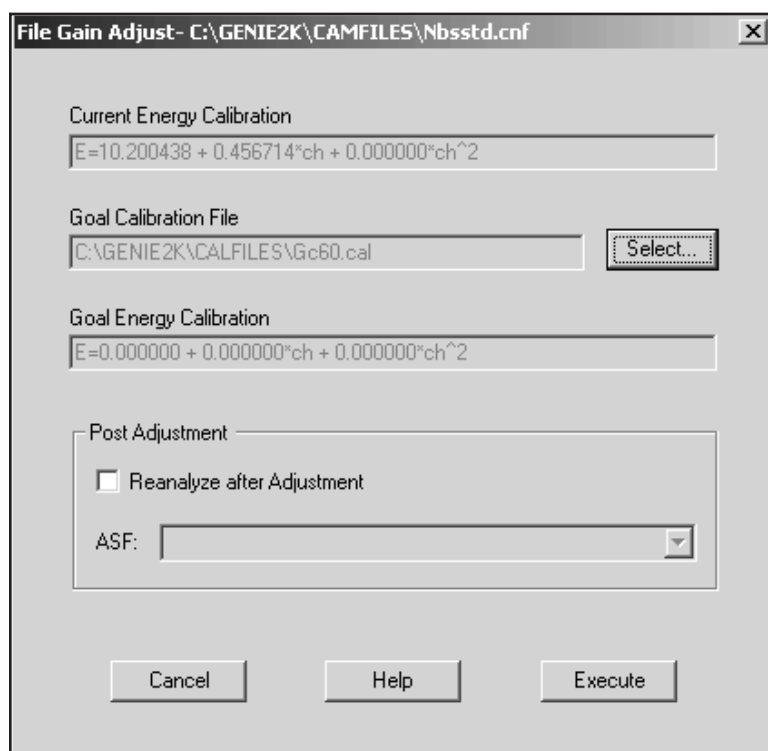 File Gain Adjust- C:\GENIE2K\CAMFILES\Nbsstd.cnf
Current Energy Calibration
E=10.200438 + 0.456714*ch + 0.000000*ch^2
Goal Calibration File
C:\GENIE2K\CALFILES\Gc60.cal
Select...
Goal Energy Calibration
E=0.000000 + 0.000000*ch + 0.000000*ch^2
Post Adjustment
Reanalyze after Adjustment
ASF:
Cancel
Help
Execute